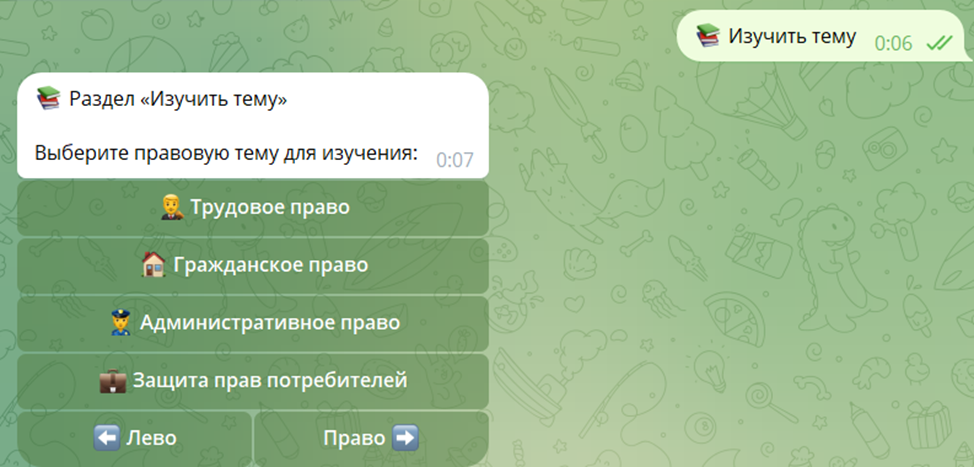 📚 Изучить тему 0:06
📚 Раздел «Изучить тему»
Выберите правовую тему для изучения: 0:07
👨‍💼 Трудовое право
🏠 Гражданское право
👮 Административное право
💼 Защита прав потребителей
⬅️ Лево
Право ➡️